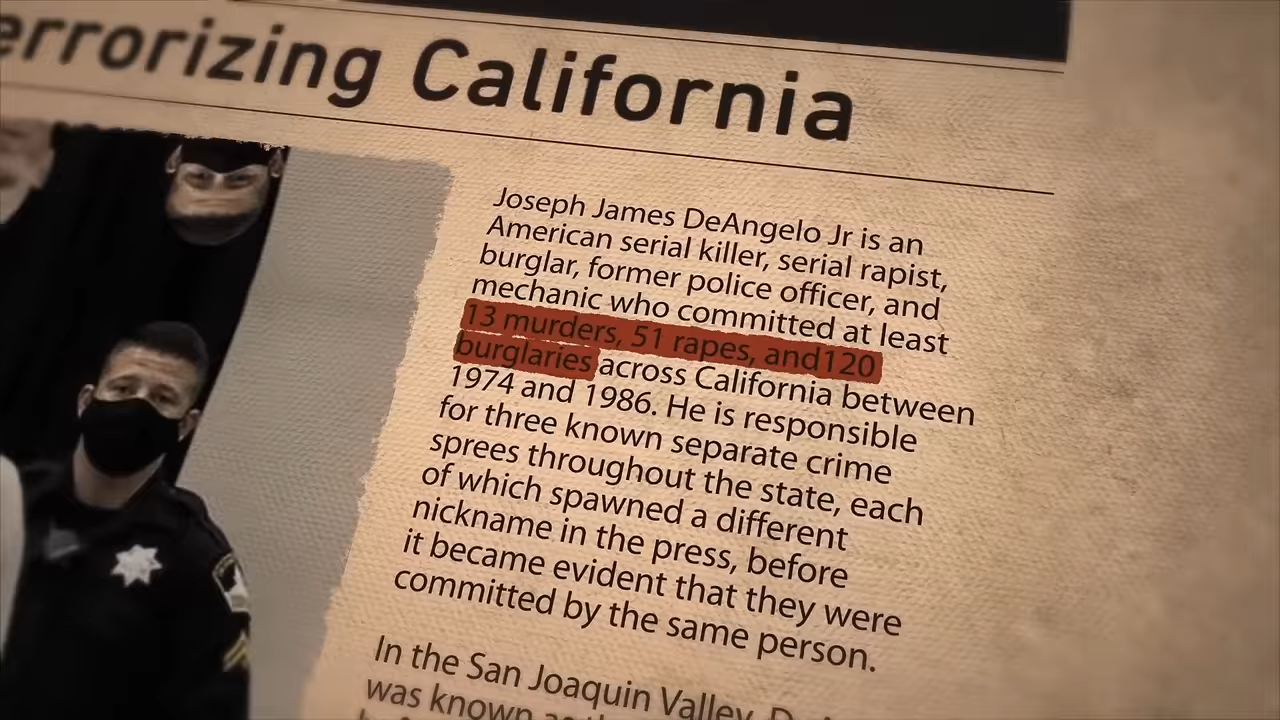 errorizing California
Joseph James DeAngelo Jr is an
American serial killer, serial rapist,
burglar, former police officer, and
mechanic who committed at least
13 murders, 51 rapes, and120
burglaries across California between
1974 and 1986. He is responsible
for three known separate crime
sprees throughout the state, each
of which spawned a different
nickname in the press, before
it became evident that they were
committed by the same person.
In the San Joaquin Valley,
was known as